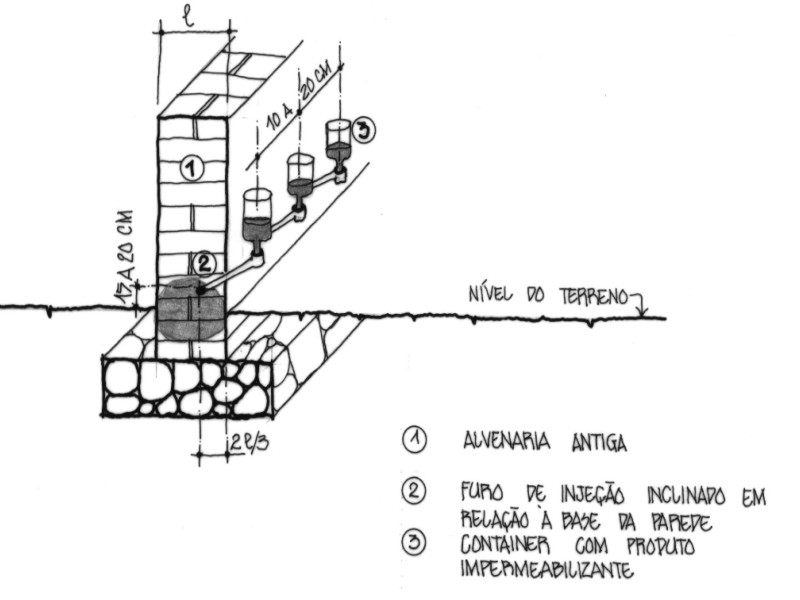 ℓ
10 A 20 CM
3
1
15 A 20 CM
2
NÍVEL DO TERRENO
2ℓ/3
1 ALVENARIA ANTIGA
2 FURO DE INJEÇÃO INCLINADO EM
RELAÇÃO À BASE DA PAREDE
3 CONTAINER COM PRODUTO
IMPERMEABILIZANTE